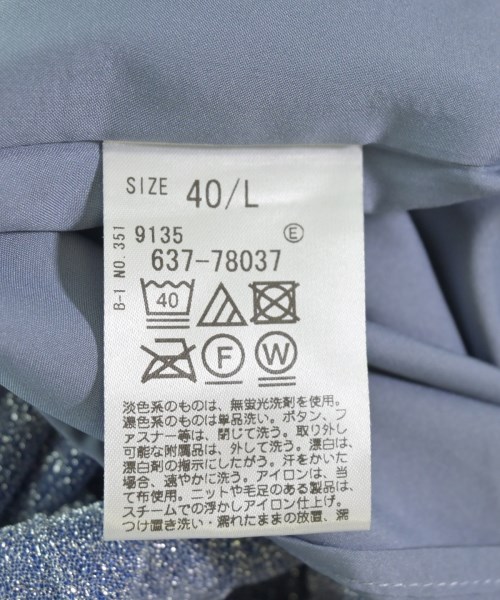 SIZE 40/L
B-1 NO. 351
9135 E
637-78037
40
F W
淡色系のものは、無蛍光洗剤を使用。
濃色系のものは単品洗い。ボタン、フ
ァスナー等は、閉じて洗う。取り外し
可能な附属品は、外して洗う。漂白は、
漂白剤の指示にしたがう。汗をかいた
場合、速やかに洗う。アイロンは、当
て布使用。ニットや毛足のある製品は、
スチームでの浮かしアイロン仕上げ。
つけ置き洗い・濡れたままの放置、濡